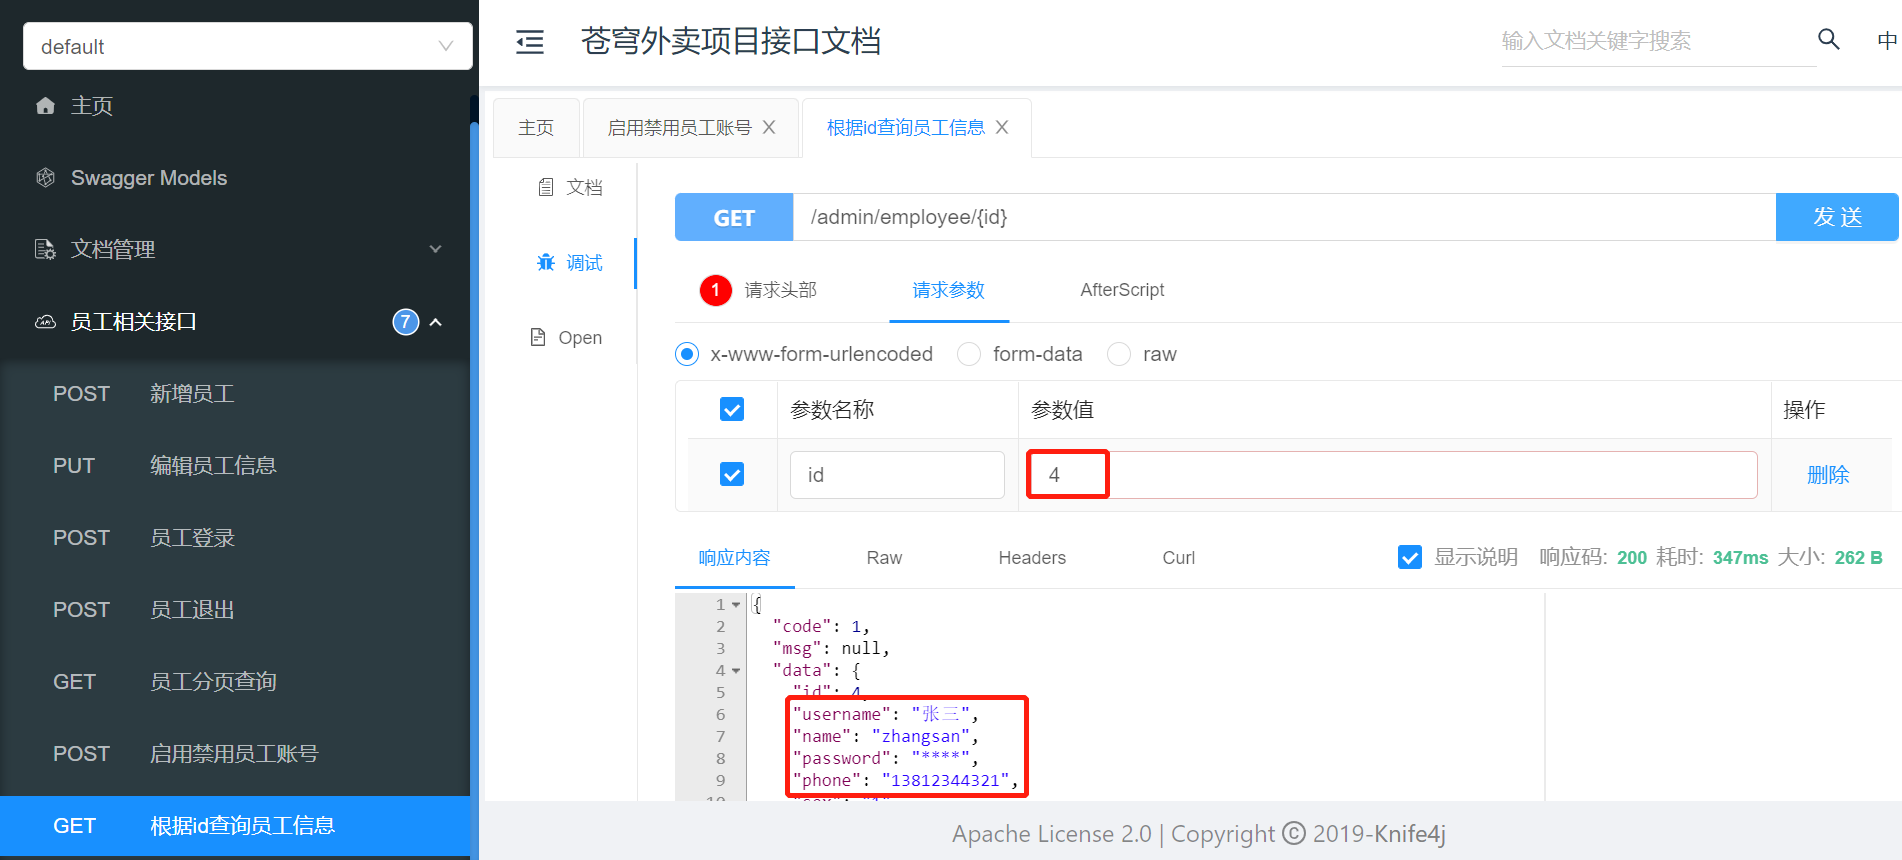 default
主页
Swagger Models
文档管理
员工相关接口 7
POST 新增员工
PUT 编辑员工信息
POST 员工登录
POST 员工退出
GET 员工分页查询
POST 启用禁用员工账号
GET 根据id查询员工信息
苍穹外卖项目接口文档
输入文档关键字搜索
中
主页 启用禁用员工账号 X 根据id查询员工信息 X
文档
调试
Open
GET /admin/employee/{id} 发 送
1 请求头部 请求参数 AfterScript
x-www-form-urlencoded form-data raw
参数名称 参数值 操作
id 4 删除
响应内容 Raw Headers Curl 显示说明 响应码: 200 耗时: 347ms 大小: 262 B
1 {
2 "code": 1,
3 "msg": null,
4 "data": {
5 "id": 4
6 "username": "张三",
7 "name": "zhangsan",
8 "password": "****",
9 "phone": "13812344321",
10 "sex": "1"
Apache License 2.0 | Copyright © 2019-Knife4j